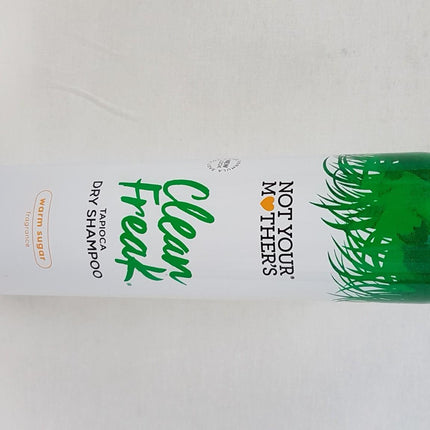 NOT YOUR
MOTHER'S®
Clean
Freak®
TAPIOCA
DRY SHAMPOO
warm sugar
fragrance